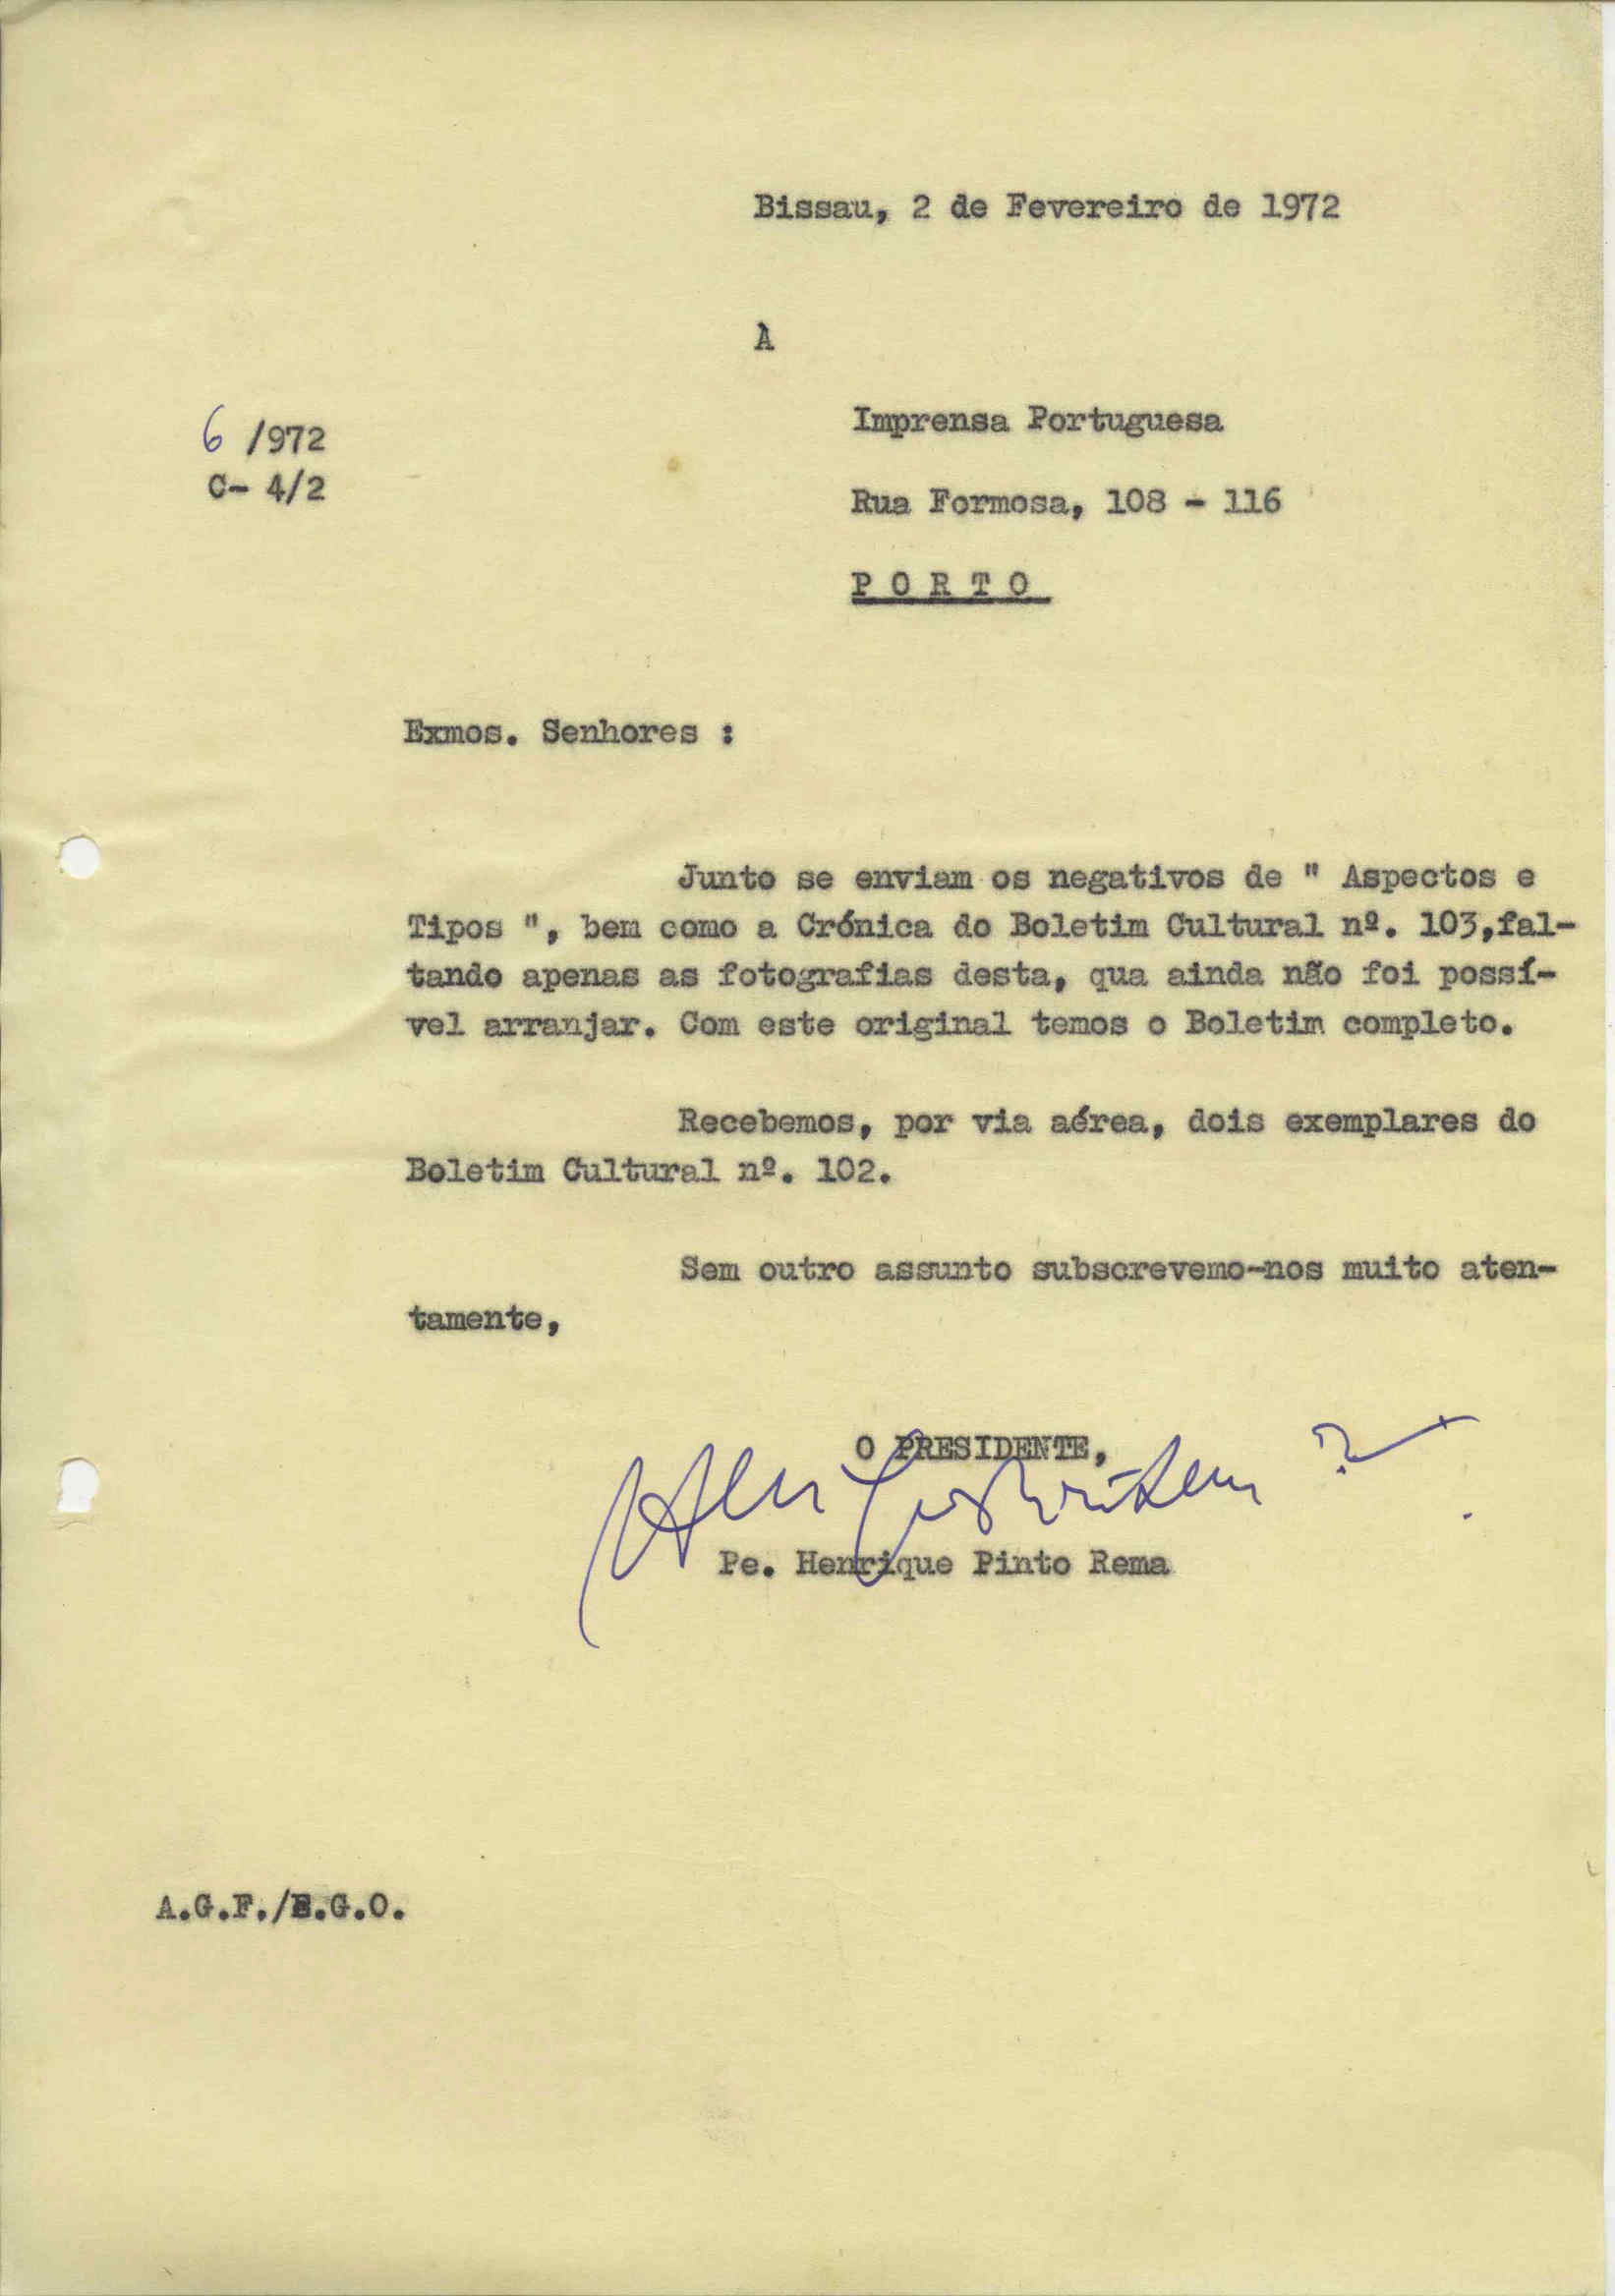 Bissau, 2 de Fevereiro de 1972
À
6 /972
C- 4/2
Imprensa Portuguesa
Rua Formosa, 108 - 116
P O R T O
Exmos. Senhores :
Junto se enviam os negativos de " Aspectos e
Tipos ", bem como a Crónica do Boletim Cultural nº. 103,fal-
tando apenas as fotografias desta, qua ainda não foi possí-
vel arranjar. Com este original temos o Boletim completo.
Recebemos, por via aérea, dois exemplares do
Boletim Cultural nº. 102.
Sem outro assunto subscrevemo-nos muito aten-
tamente,
O PRESIDENTE,
Pe. Henrique Pinto Rema
A.G.F./E.G.O.